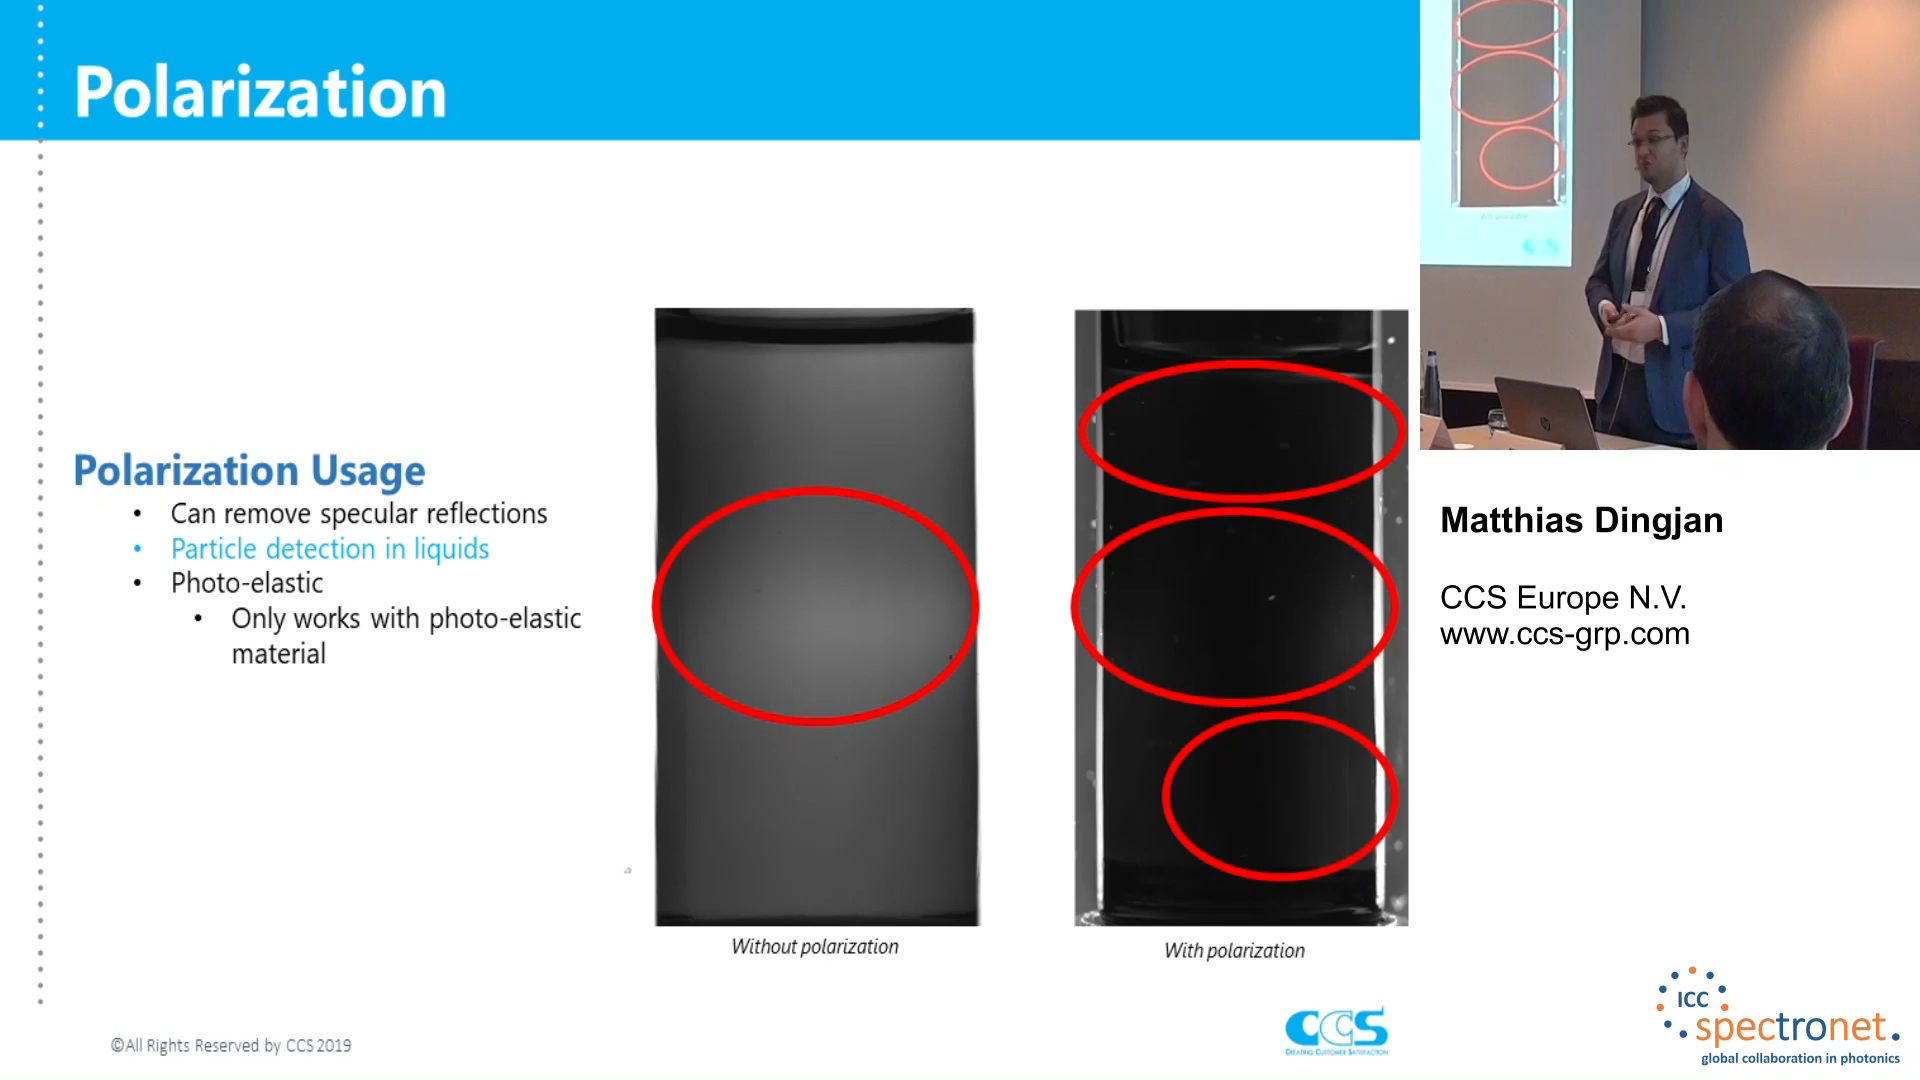 Polarization
Polarization Usage
• Can remove specular reflections
• Particle detection in liquids
• Photo-elastic
• Only works with photo-elastic
material
Without polarization
With polarization
©All Rights Reserved by CCS 2019
CCS
CREATING CUSTOMER SATISFACTION
Matthias Dingjan
CCS Europe N.V.
www.ccs-grp.com
ICC
spectronet.
global collaboration in photonics